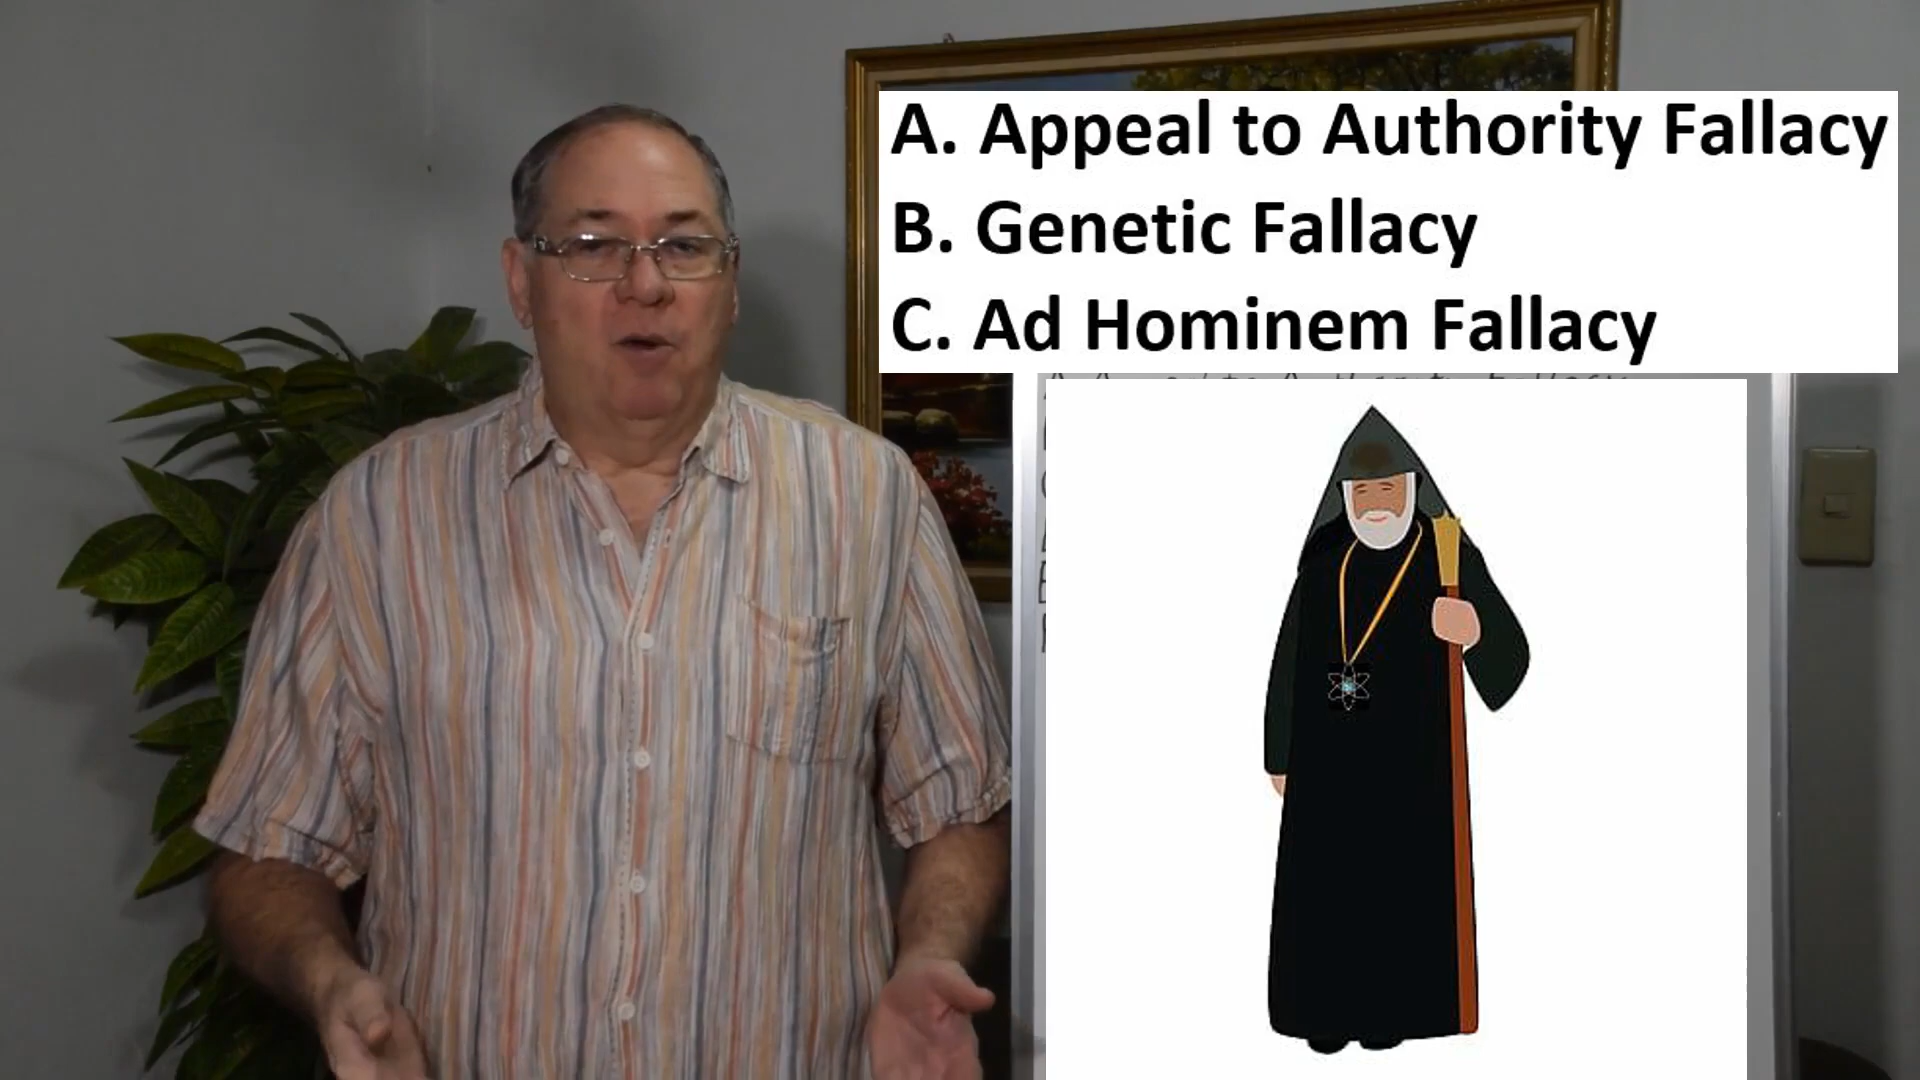 A. Appeal to Authority Fallacy
B. Genetic Fallacy
C. Ad Hominem Fallacy